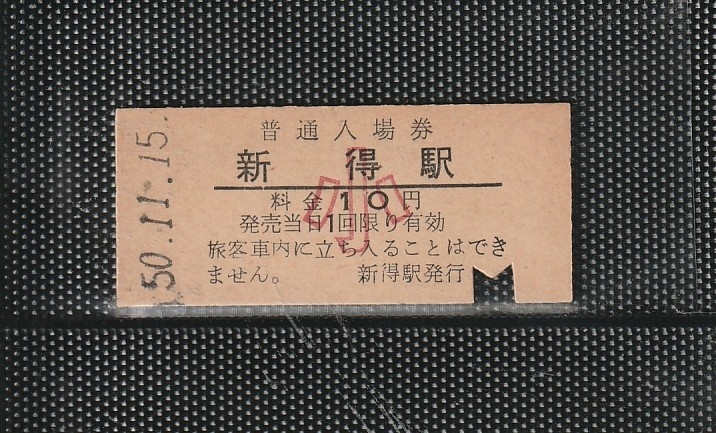 50.11.15.
普通入場券
新得駅
小
料金10円
発売当日1回限り有効
旅客車内に立ち入ることはでき
ません。 新得駅発行